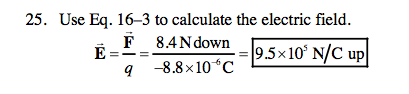 25. Use Eq. 16–3 to calculate the electric field.
E⃗ = F⃗/q = 8.4 N down / −8.8×10⁻⁶ C = 9.5×10⁵ N/C up